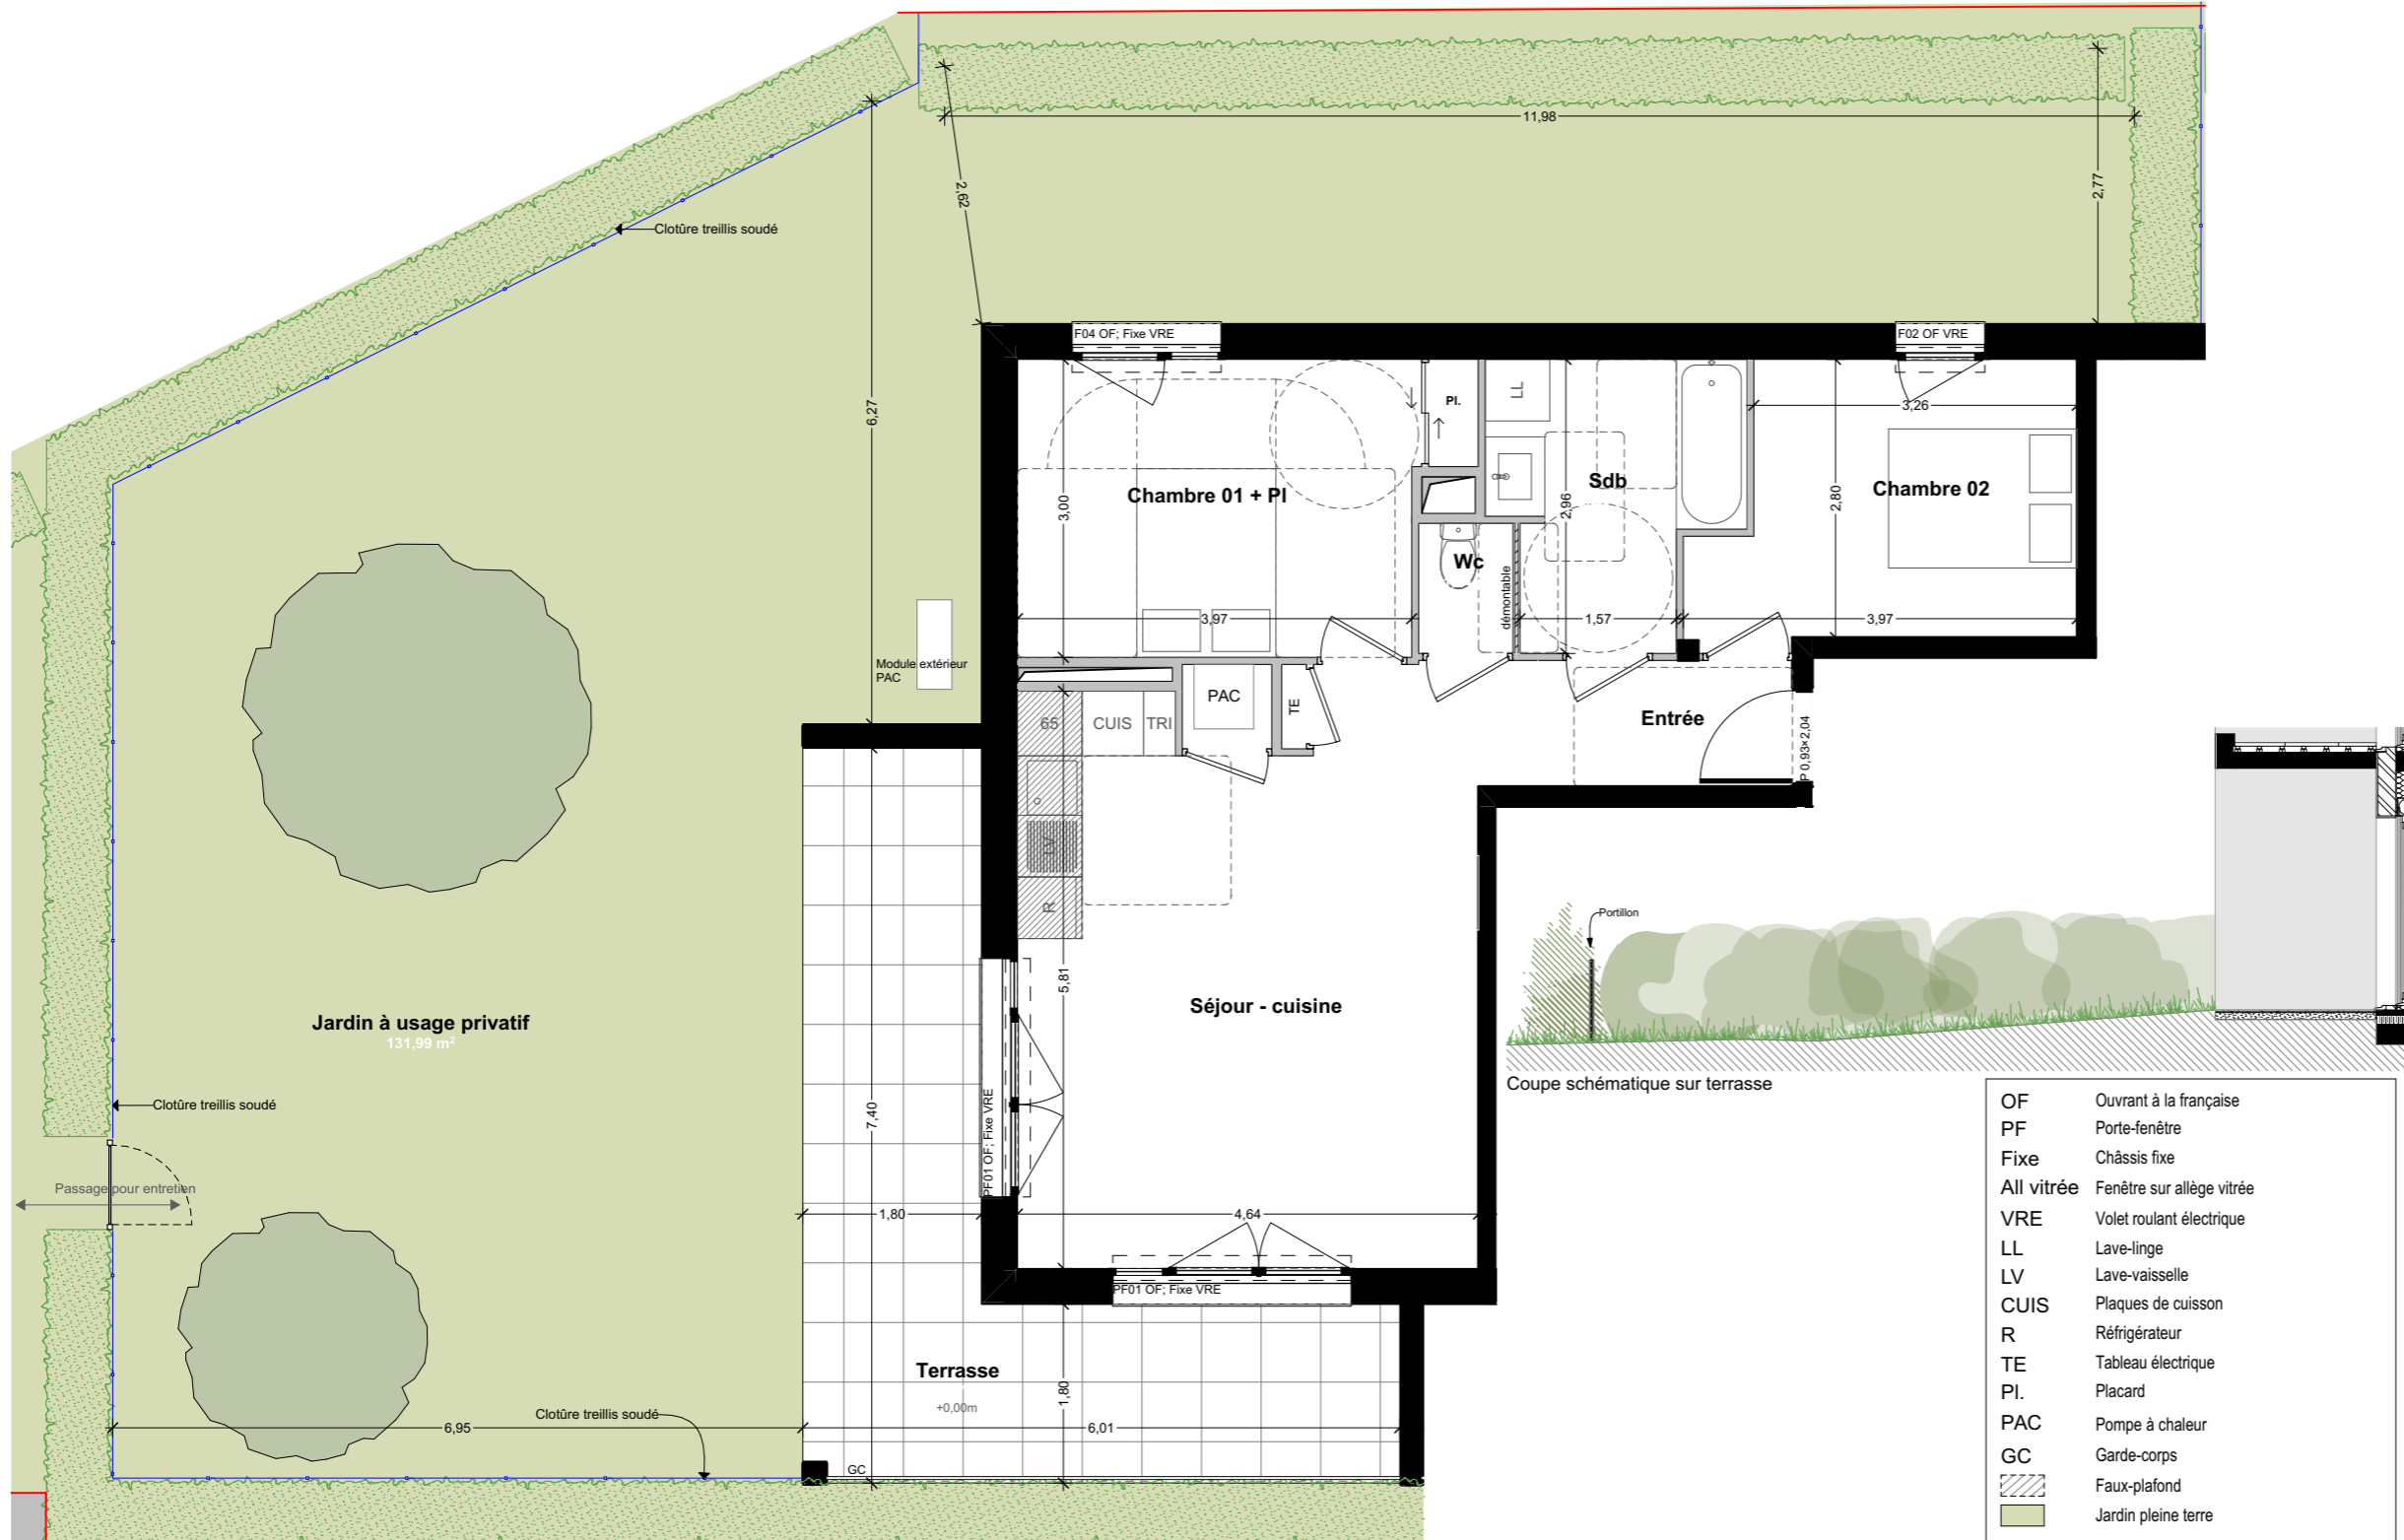 11,98
2,62
2,77
Clotûre treillis soudé
6,27
F04 OF; Fixe VRE
F02 OF VRE
LL
Pl.
3,26
Chambre 01 + Pl
Sdb
Chambre 02
3,00
2,96
2,80
Wc
démontable
3,97
1,57
3,97
Module extérieur
PAC
65
CUIS
TRI
PAC
TE
Entrée
P 0,93×2,04
LV
R
Portillon
5,81
Séjour - cuisine
Jardin à usage privatif
131,99 m²
Coupe schématique sur terrasse
Clotûre treillis soudé
7,40
PF01 OF; Fixe VRE
Passage pour entretien
1,80
4,64
PF01 OF; Fixe VRE
Terrasse
+0,00m
1,80
Clotûre treillis soudé
6,95
6,01
GC
OF Ouvrant à la française
PF Porte-fenêtre
Fixe Châssis fixe
All vitrée Fenêtre sur allège vitrée
VRE Volet roulant électrique
LL Lave-linge
LV Lave-vaisselle
CUIS Plaques de cuisson
R Réfrigérateur
TE Tableau électrique
Pl. Placard
PAC Pompe à chaleur
GC Garde-corps
Faux-plafond
Jardin pleine terre